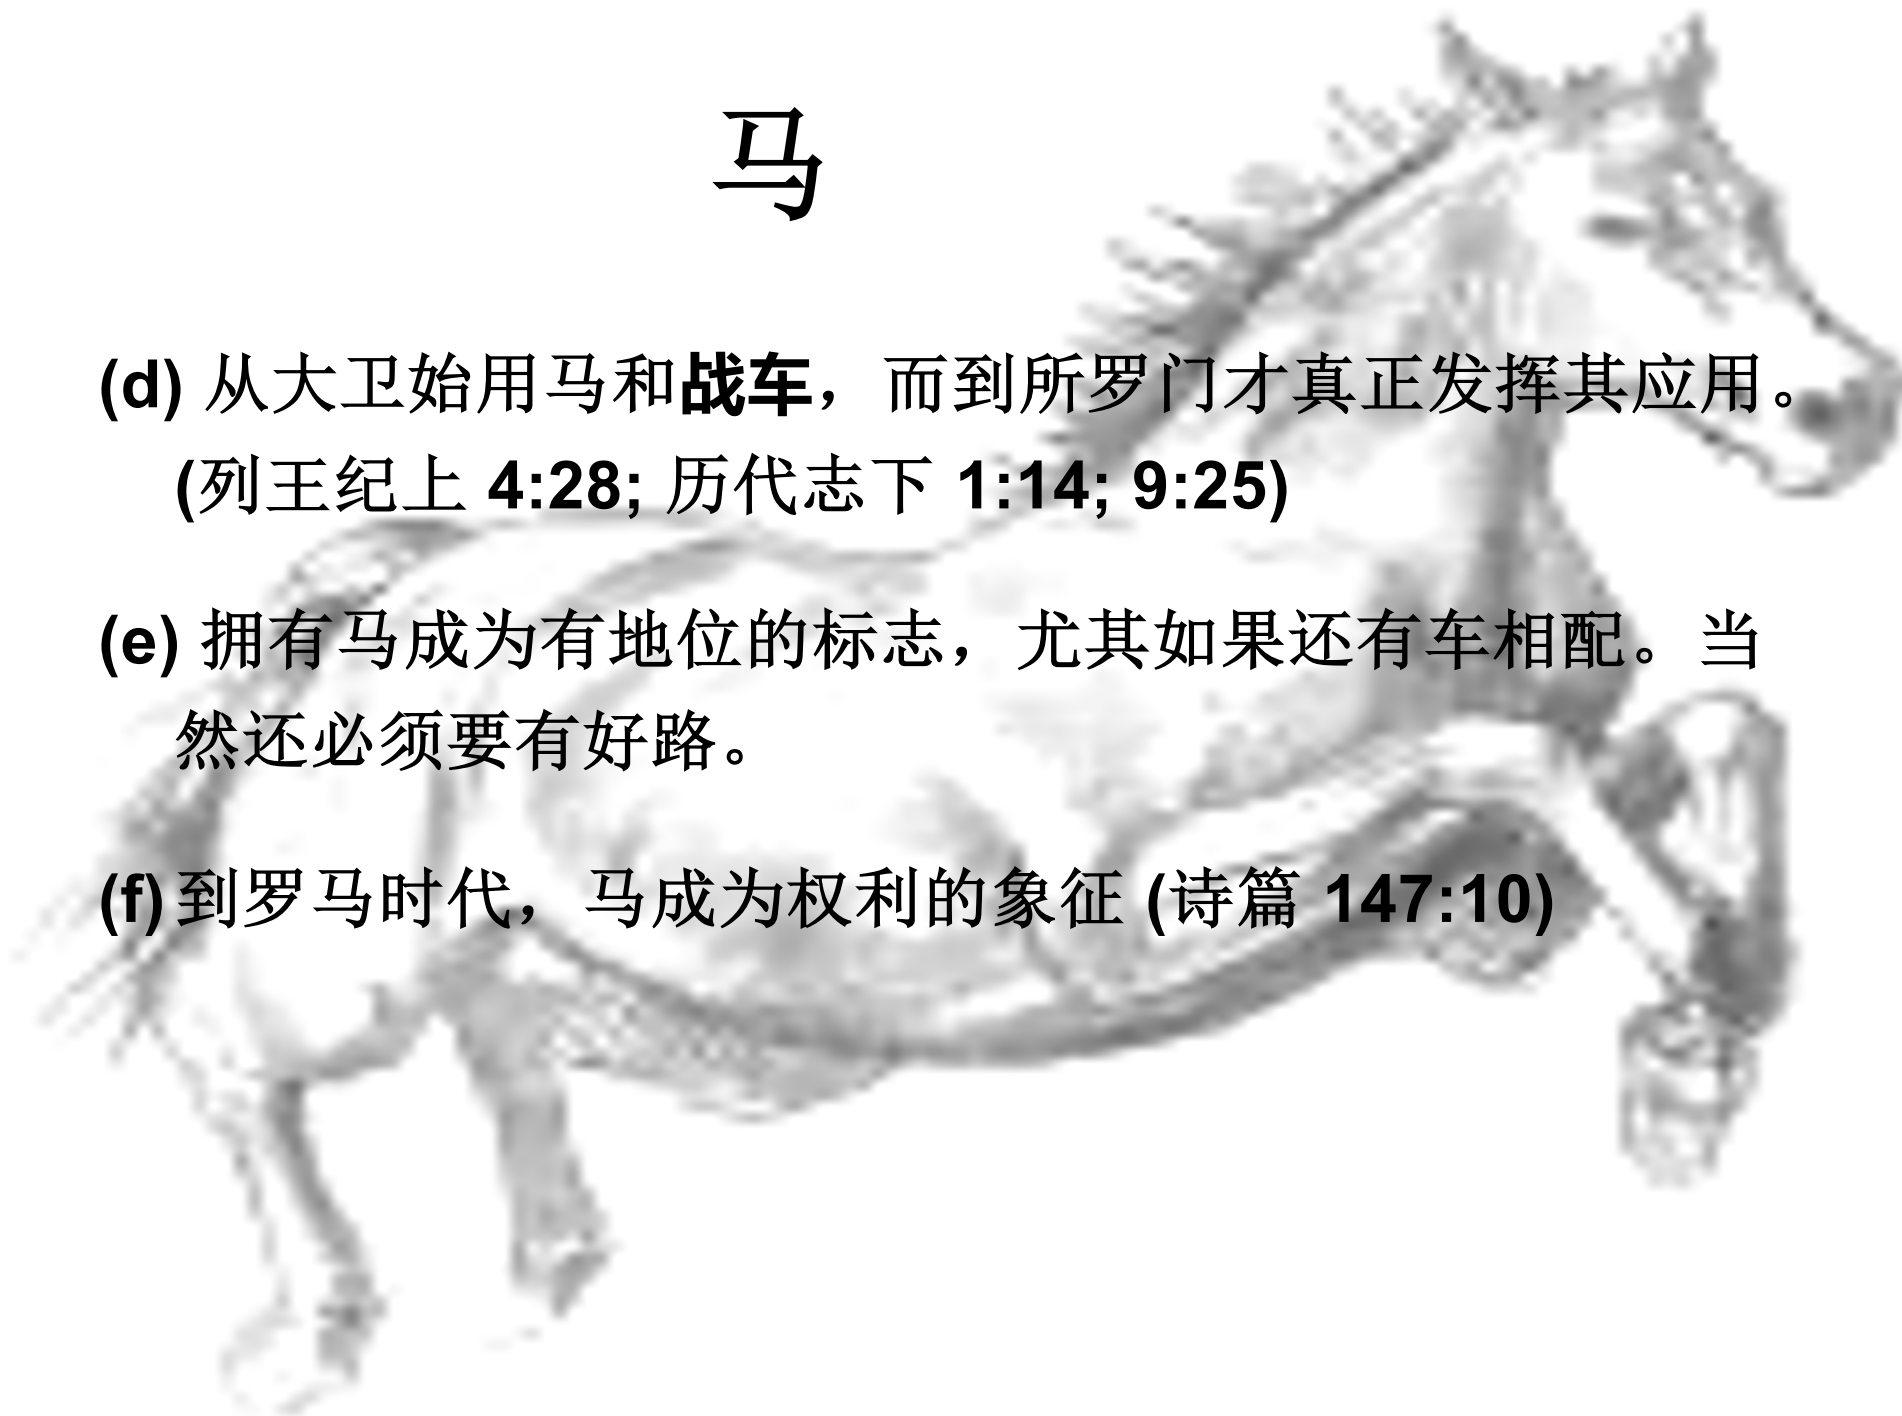 马
(d) 从大卫始用马和战车，而到所罗门才真正发挥其应用。
(列王纪上 4:28; 历代志下 1:14; 9:25)
(e) 拥有马成为有地位的标志，尤其如果还有车相配。当
然还必须要有好路。
(f) 到罗马时代，马成为权利的象征 (诗篇 147:10)